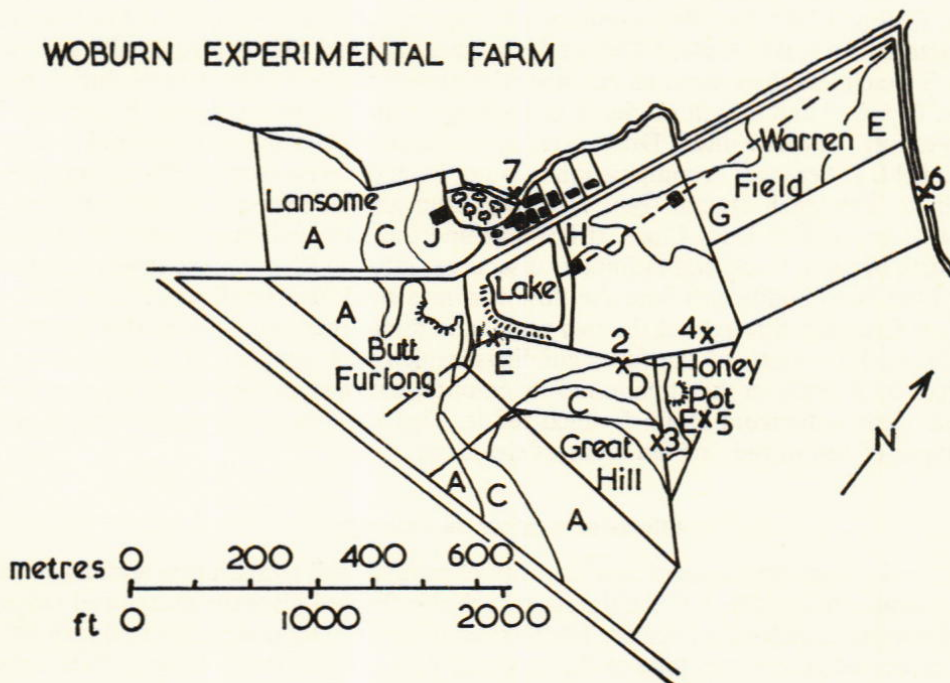 WOBURN EXPERIMENTAL FARM
7
Warren
E
Field
6
Lansome
A
C
J
H
G
Lake
A
1
E
2
4
Butt
Furlong
D
Honey
Pot
C
E
5
3
Great
Hill
A
C
A
N
metres 0 200 400 600
ft 0 1000 2000